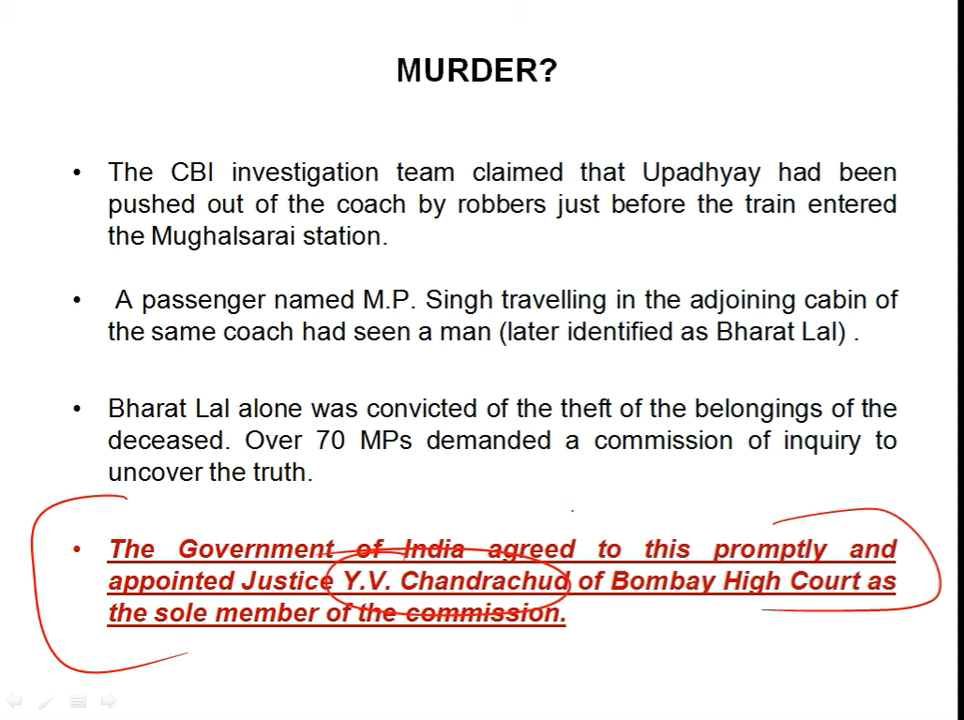 MURDER?
• The CBI investigation team claimed that Upadhyay had been
pushed out of the coach by robbers just before the train entered
the Mughalsarai station.
• A passenger named M.P. Singh travelling in the adjoining cabin of
the same coach had seen a man (later identified as Bharat Lal) .
• Bharat Lal alone was convicted of the theft of the belongings of the
deceased. Over 70 MPs demanded a commission of inquiry to
uncover the truth.
• The Government of India agreed to this promptly and
appointed Justice Y.V. Chandrachud of Bombay High Court as
the sole member of the commission.